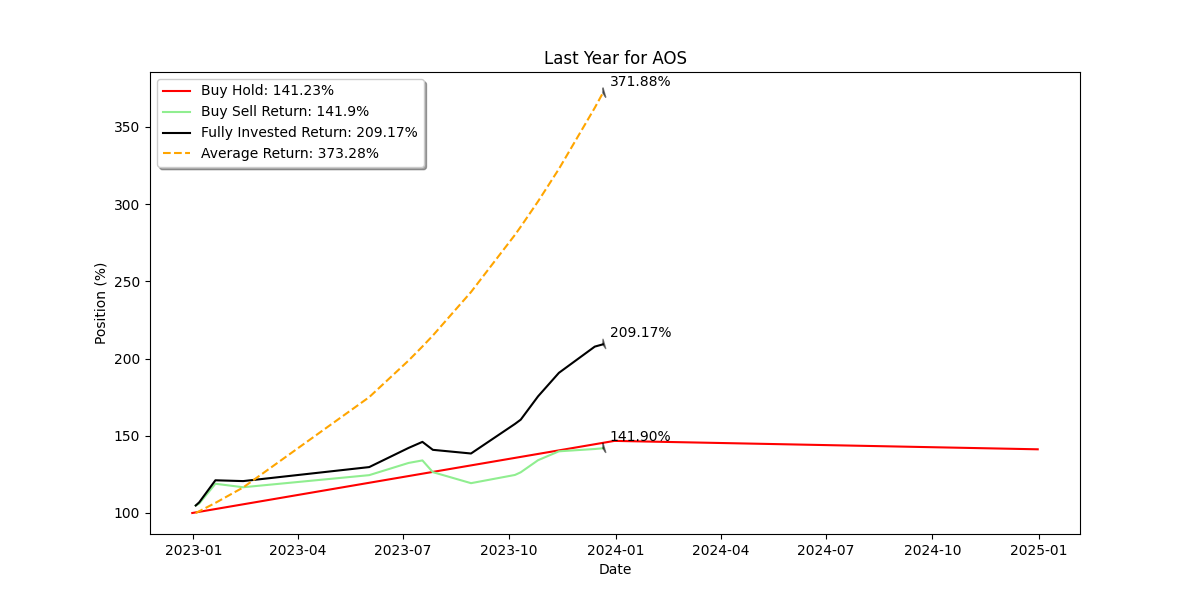 Last Year for AOS
371.88%
Buy Hold: 141.23%
Buy Sell Return: 141.9%
Fully Invested Return: 209.17%
Average Return: 373.28%
350
300
250
200
150
100
Position (%)
209.17%
141.90%
2023-01
2023-04
2023-07
2023-10
2024-01
2024-04
2024-07
2024-10
2025-01
Date